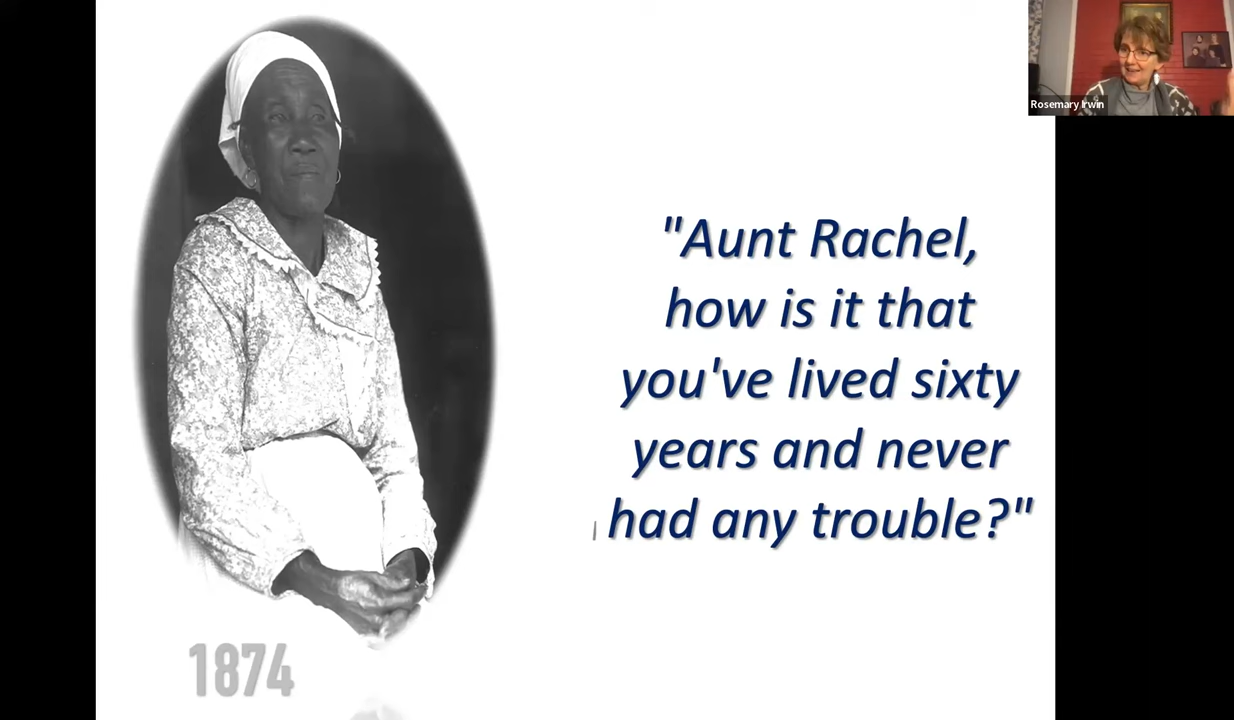 Rosemary Irwin
"Aunt Rachel,
how is it that
you've lived sixty
years and never
had any trouble?"
1874